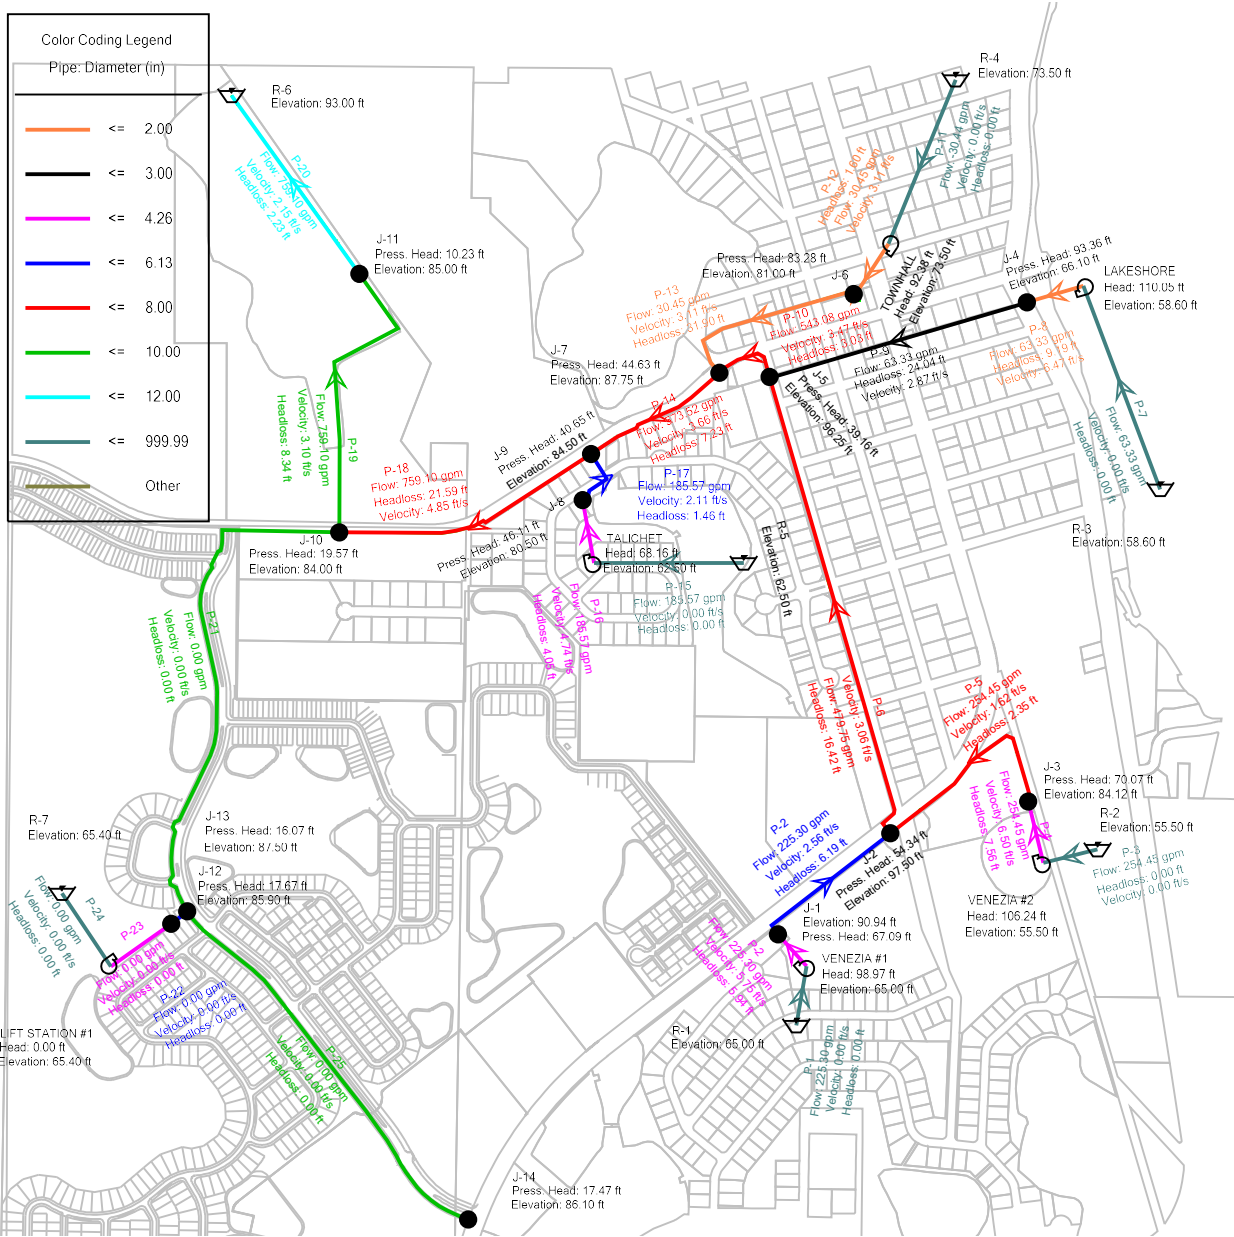 Color Coding Legend
Pipe: Diameter (in)
<= 2.00
<= 3.00
<= 4.26
<= 6.13
<= 8.00
<= 10.00
<= 12.00
<= 999.99
Other
R-6
Elevation: 93.00 ft
P-20
Flow: 759.10 gpm
Velocity: 2.15 ft/s
Headloss: 2.23 ft
J-11
Press. Head: 10.23 ft
Elevation: 85.00 ft
R-4
Elevation: 73.50 ft
P-11
Flow: -30.44 gpm
Velocity: 0.00 ft/s
Headloss: 0.00 ft
P-12
Headloss: 1.80 ft
Flow: 30.45 gpm
Velocity: 3.11 ft/s
Press. Head: 83.28 ft
Elevation: 81.00 ft
J-6
TOWNHALL
Head: 92.38 ft
Elevation: 73.50 ft
J-4
Press. Head: 93.36 ft
Elevation: 66.10 ft
LAKESHORE
Head: 110.05 ft
Elevation: 58.60 ft
P-13
Flow: 30.45 gpm
Velocity: 3.11 ft/s
Headloss: 31.90 ft
P-10
Flow: 543.08 gpm
Velocity: 3.47 ft/s
Headloss: 3.03 ft
P-9
Flow: 63.33 gpm
Headloss: 24.04 ft
Velocity: 2.87 ft/s
P-8
Flow: 63.33 gpm
Headloss: 9.19 ft
Velocity: 6.47 ft/s
P-7
Flow: 63.33 gpm
Velocity: 0.00 ft/s
Headloss: 0.00 ft
R-3
Elevation: 58.60 ft
J-7
Press. Head: 44.63 ft
Elevation: 87.75 ft
J-5
Press. Head: 39.16 ft
Elevation: 96.25 ft
P-14
Flow: 573.52 gpm
Velocity: 3.66 ft/s
Headloss: 7.23 ft
J-9
Press. Head: 40.65 ft
Elevation: 84.50 ft
P-19
Flow: 759.10 gpm
Velocity: 3.10 ft/s
Headloss: 8.34 ft
P-18
Flow: 759.10 gpm
Headloss: 21.59 ft
Velocity: 4.85 ft/s
P-17
Flow: 185.57 gpm
Velocity: 2.11 ft/s
Headloss: 1.46 ft
J-8
Press. Head: 46.11 ft
Elevation: 80.50 ft
J-10
Press. Head: 19.57 ft
Elevation: 84.00 ft
TALICHET
Head: 68.16 ft
Elevation: 62.60 ft
R-5
Elevation: 62.50 ft
P-15
Flow: 185.57 gpm
Velocity: 0.00 ft/s
Headloss: 0.00 ft
P-16
Flow: 185.57 gpm
Velocity: 4.74 ft/s
Headloss: 4.05 ft
P-21
Flow: 0.00 gpm
Velocity: 0.00 ft/s
Headloss: 0.00 ft
P-6
Velocity: 3.06 ft/s
Flow: 479.75 gpm
Headloss: 16.42 ft
P-5
Flow: 254.45 gpm
Velocity: 1.62 ft/s
Headloss: 2.35 ft
J-3
Press. Head: 70.07 ft
Elevation: 84.12 ft
R-2
Elevation: 55.50 ft
P-4
Flow: 254.45 gpm
Velocity: 6.50 ft/s
Headloss: 7.56 ft
P-3
Flow: 254.45 gpm
Headloss: 0.00 ft
Velocity: 0.00 ft/s
VENEZIA #2
Head: 106.24 ft
Elevation: 55.50 ft
R-7
Elevation: 65.40 ft
J-13
Press. Head: 16.07 ft
Elevation: 87.50 ft
J-12
Press. Head: 17.67 ft
Elevation: 85.90 ft
P-2
Flow: 225.30 gpm
Velocity: 2.56 ft/s
Headloss: 6.19 ft
J-2
Press. Head: 54.34 ft
Elevation: 97.50 ft
J-1
Elevation: 90.94 ft
Press. Head: 67.09 ft
P-24
Flow: 0.00 gpm
Velocity: 0.00 ft/s
Headloss: 0.00 ft
P-23
Flow: 0.00 gpm
Velocity: 0.00 ft/s
Headloss: 0.00 ft
P-22
Flow: 0.00 gpm
Velocity: 0.00 ft/s
Headloss: 0.00 ft
P-2
Flow: 225.30 gpm
Velocity: 5.75 ft/s
Headloss: 5.94 ft
VENEZIA #1
Head: 98.97 ft
Elevation: 65.00 ft
R-1
Elevation: 65.00 ft
P-1
Flow: 225.30 gpm
Velocity: 0.00 ft/s
Headloss: 0.00 ft
LIFT STATION #1
Head: 0.00 ft
Elevation: 65.40 ft
P-25
Flow: 0.00 gpm
Velocity: 0.00 ft/s
Headloss: 0.00 ft
J-14
Press. Head: 17.47 ft
Elevation: 86.10 ft